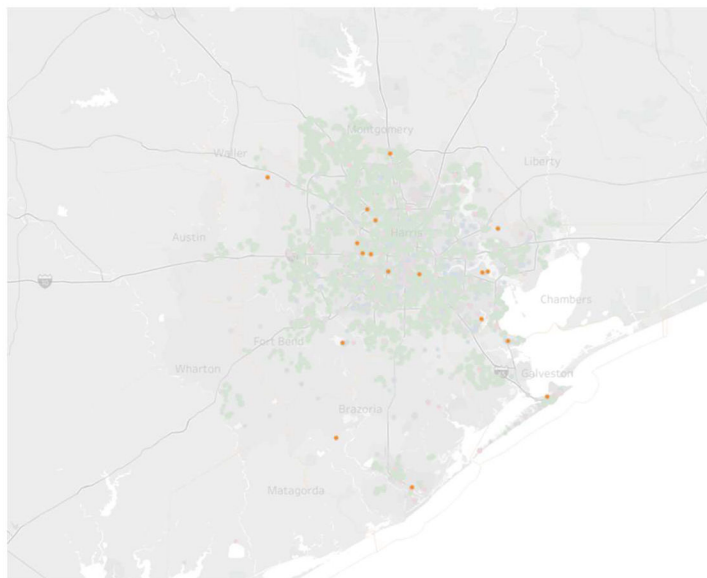 Montgomery
Waller
Liberty
Harris
Austin
Chambers
Fort Bend
Wharton
Galveston
Brazoria
Matagorda